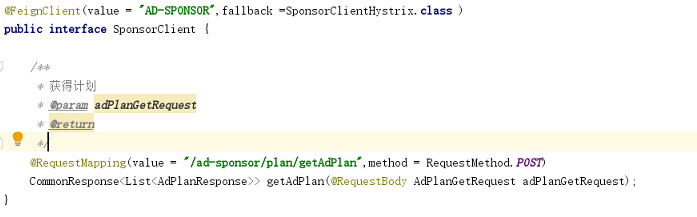 @FeignClient(value = "AD-SPONSOR",fallback =SponsorClientHystrix.class )
public interface SponsorClient {
/**
* 获得计划
* @param adPlanGetRequest
* @return
*/
@RequestMapping(value = "/ad-sponsor/plan/getAdPlan",method = RequestMethod.POST)
CommonResponse<List<AdPlanResponse>> getAdPlan(@RequestBody AdPlanGetRequest adPlanGetRequest);
}